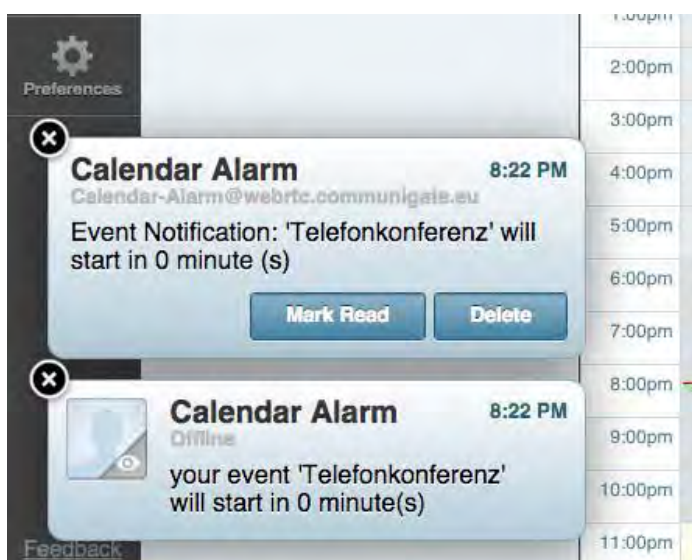 1:00pm
Preferences
2:00pm
3:00pm
Calendar Alarm 8:22 PM
4:00pm
Calendar-Alarm@webrtc.communigate.eu
Event Notification: 'Telefonkonferenz' will
start in 0 minute (s)
5:00pm
6:00pm
Mark Read Delete
7:00pm
8:00pm
Calendar Alarm 8:22 PM
Offline
9:00pm
your event 'Telefonkonferenz'
will start in 0 minute(s)
10:00pm
Feedback
11:00pm